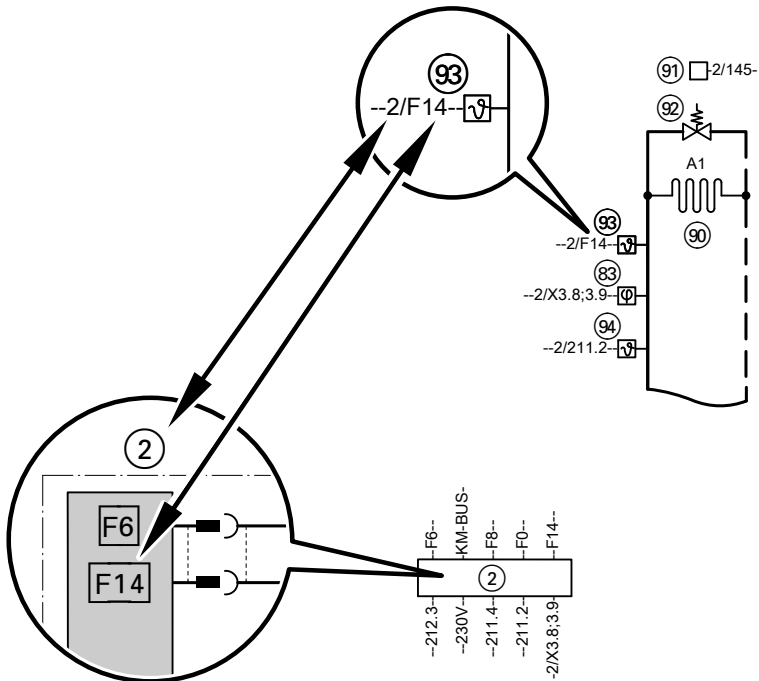 93
--2/F14--ϑ
91 -2/145-
92
A1
90
93
--2/F14--ϑ
83
--2/X3.8;3.9--φ
94
--2/211.2--ϑ
2
F6
F14
--F6--
-KM-BUS-
--F8--
--F0--
--F14--
2
--212.3--
--230V--
--211.4--
--211.2--
-2/X3.8;3.9--